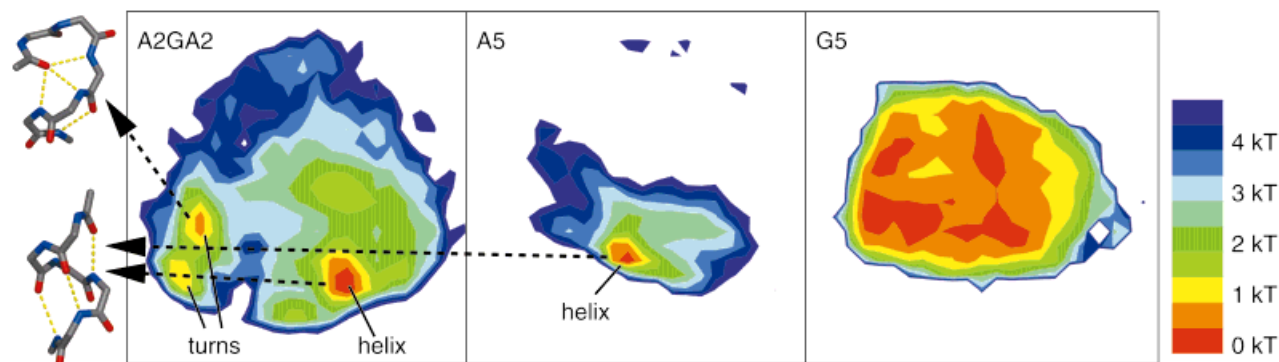 A2GA2
A5
G5
4 kT
3 kT
2 kT
1 kT
0 kT
helix
turns
helix